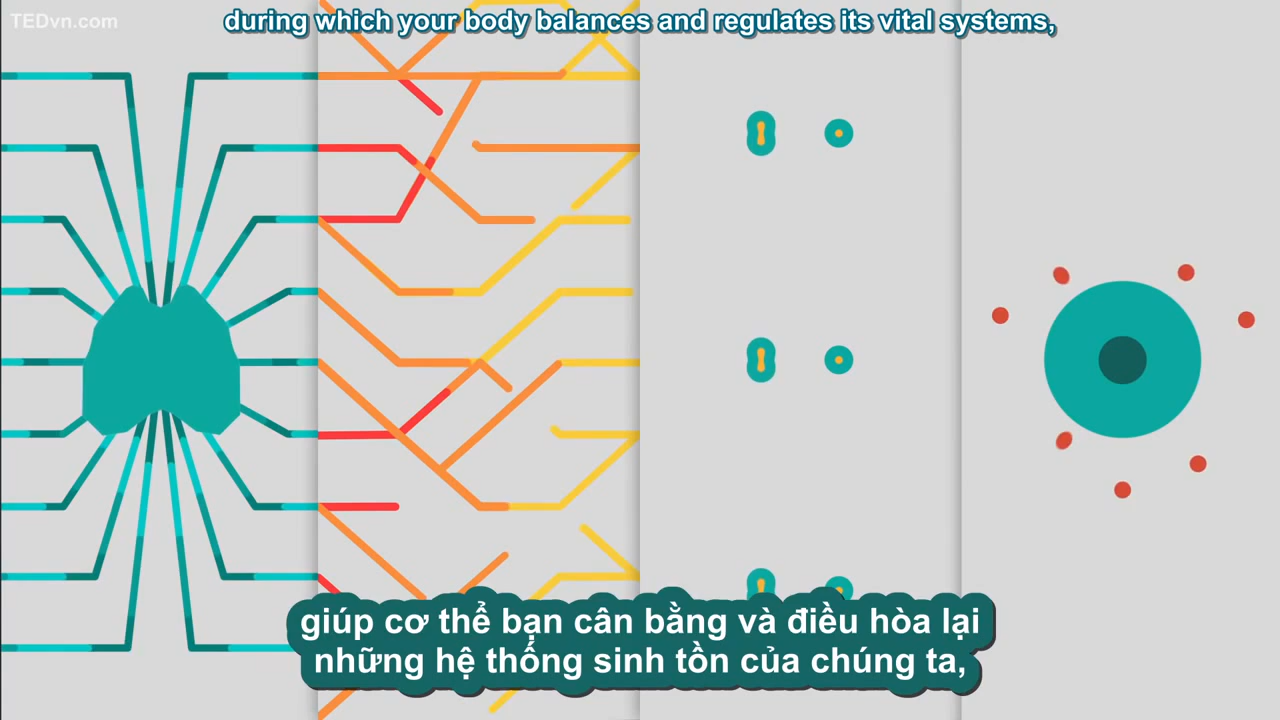 TEDvn.com
during which your body balances and regulates its vital systems,
giúp cơ thể bạn cân bằng và điều hòa lại
những hệ thống sinh tồn của chúng ta,